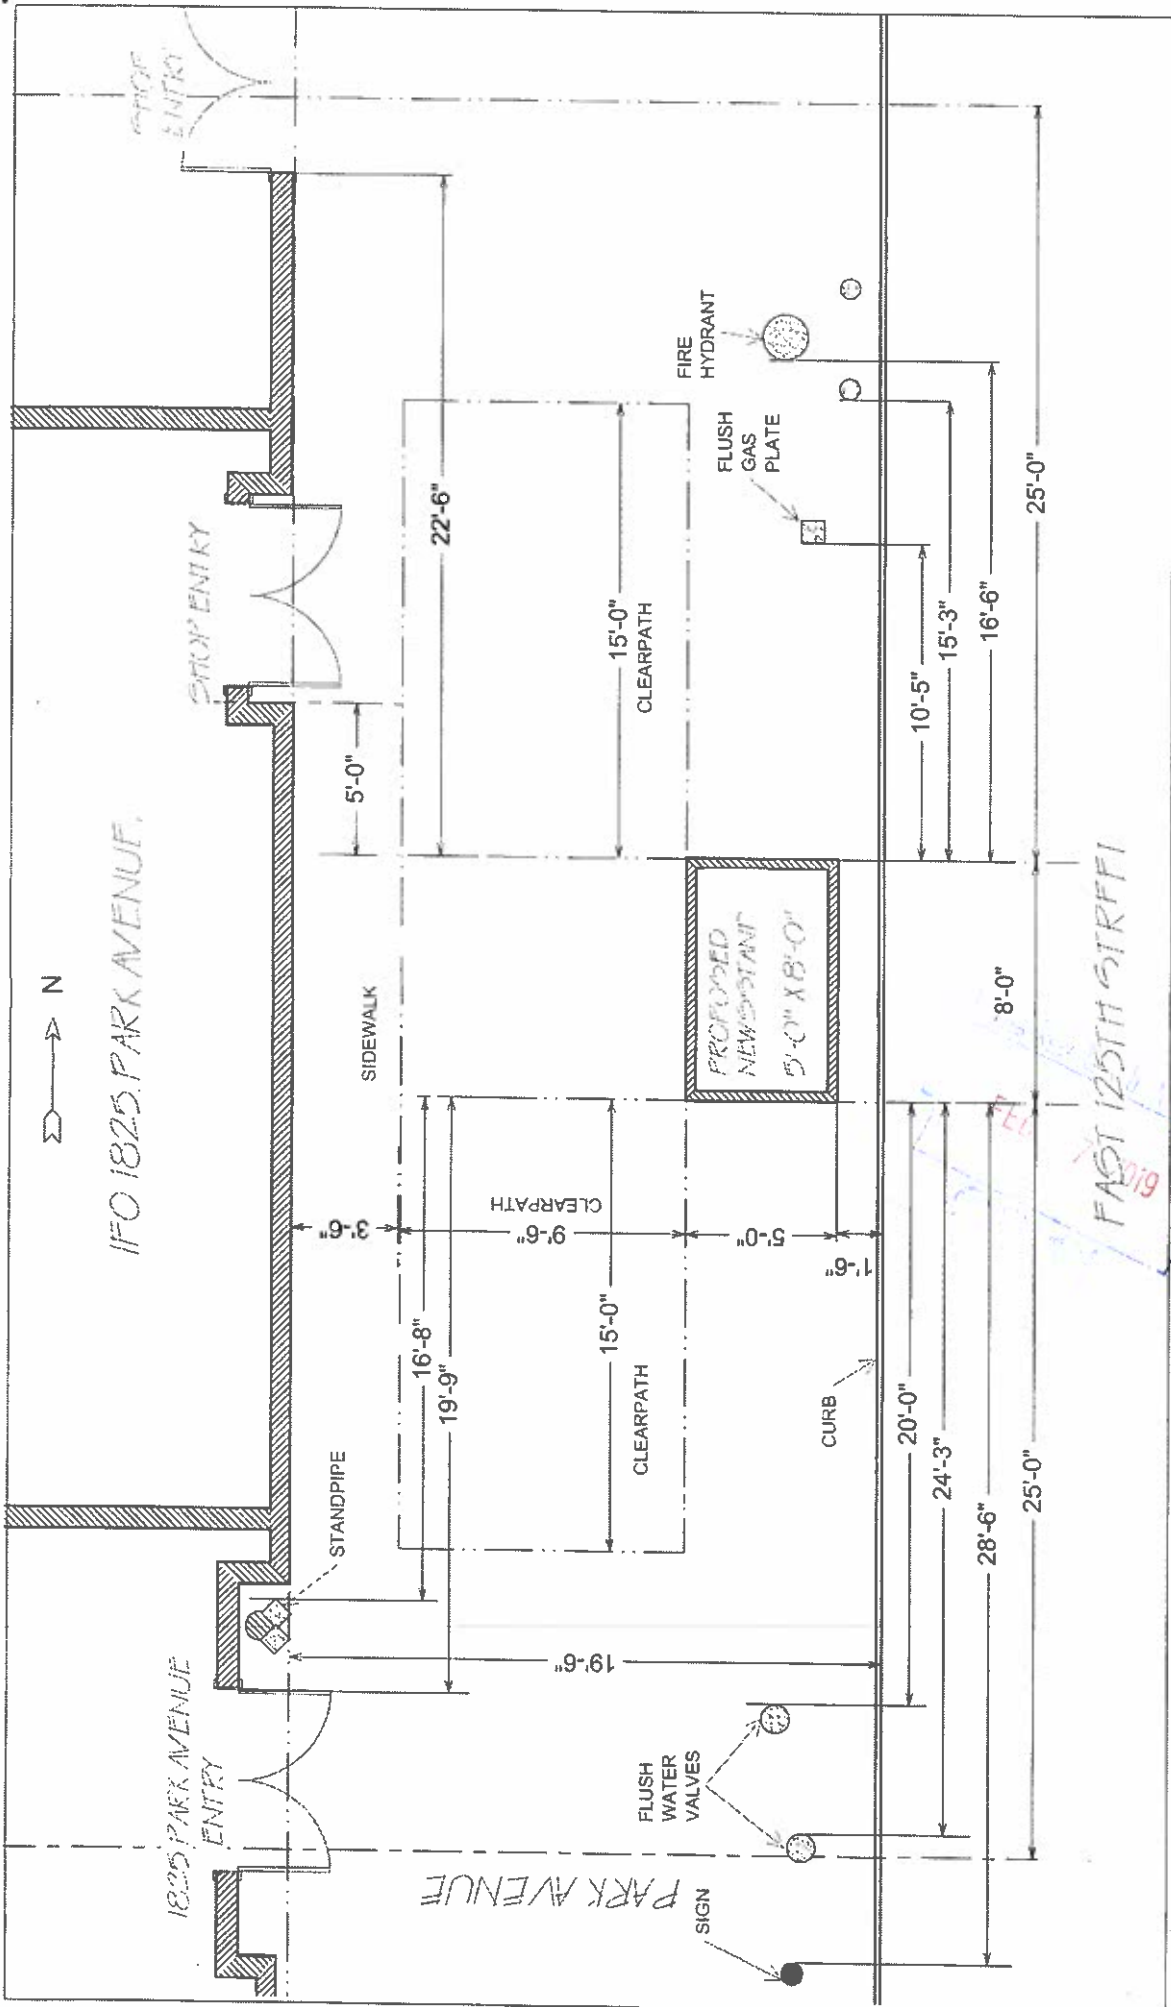 N
IFO 1825 PARK AVENUE.
1825 PARK AVENUE
ENTRY
SHOP ENTRY
SHOP
ENTRY
STANDPIPE
SIDEWALK
5'-0"
22'-6"
16'-8"
19'-9"
3'-6"
9'-6"
CLEARPATH
5'-0"
1'-6"
15'-0"
CLEARPATH
15'-0"
CLEARPATH
19'-6"
PROPOSED
NEWSSTAND
5'-0" X 8'-0"
FLUSH
GAS
PLATE
FIRE
HYDRANT
FLUSH
WATER
VALVES
PARK AVENUE
SIGN
CURB
20'-0"
24'-3"
28'-6"
25'-0"
8'-0"
10'-5"
15'-3"
16'-6"
25'-0"
EAST 125TH STREET
FEB
7 2019